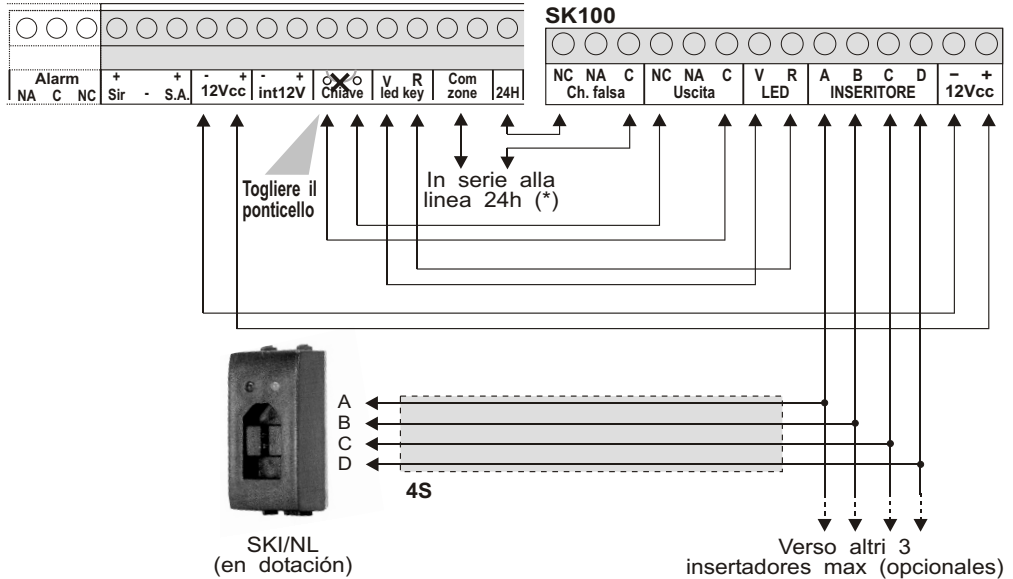 SK100
Alarm
NA C NC
+ +
Sir - S.A.
- +
12Vcc
- +
int12V
Chiave
V R
led key
Com
zone
24H
NC NA C
Ch. falsa
NC NA C
Uscita
V R
LED
A B C D
INSERITORE
- +
12Vcc
Togliere il
ponticello
In serie alla
linea 24h (*)
A
B
C
D
4S
SKI/NL
(en dotación)
Verso altri 3
insertadores max (opcionales)